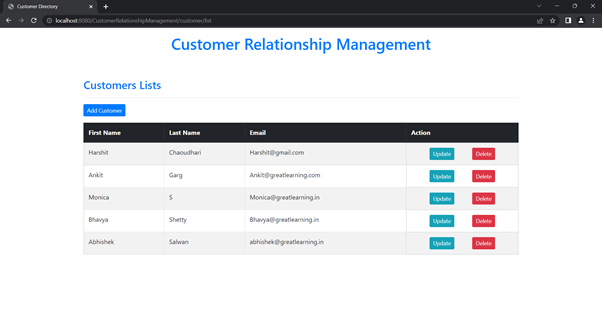 Customer Directory
localhost:8080/CustomerRelationshipManagement/customer/list
Customer Relationship Management
Customers Lists
Add Customer
First Name Last Name Email Action
Harshit Chaoudhari Harshit@gmail.com Update Delete
Ankit Garg Ankit@greatlearning.com Update Delete
Monica S Monica@greatlearning.in Update Delete
Bhavya Shetty Bhavya@greatlearning.in Update Delete
Abhishek Salwan abhishek@greatlearning.in Update Delete